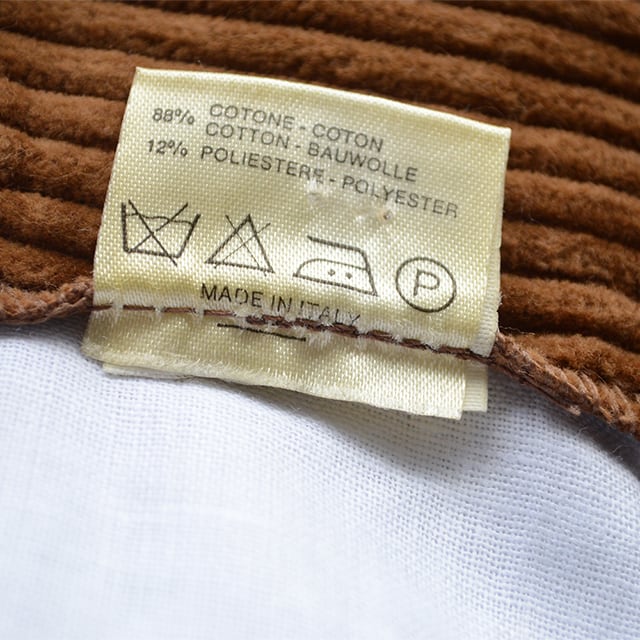 88% COTONE - COTON
COTTON - BAUWOLLE
12% POLIESTERE - POLYESTER
P
MADE IN ITALY